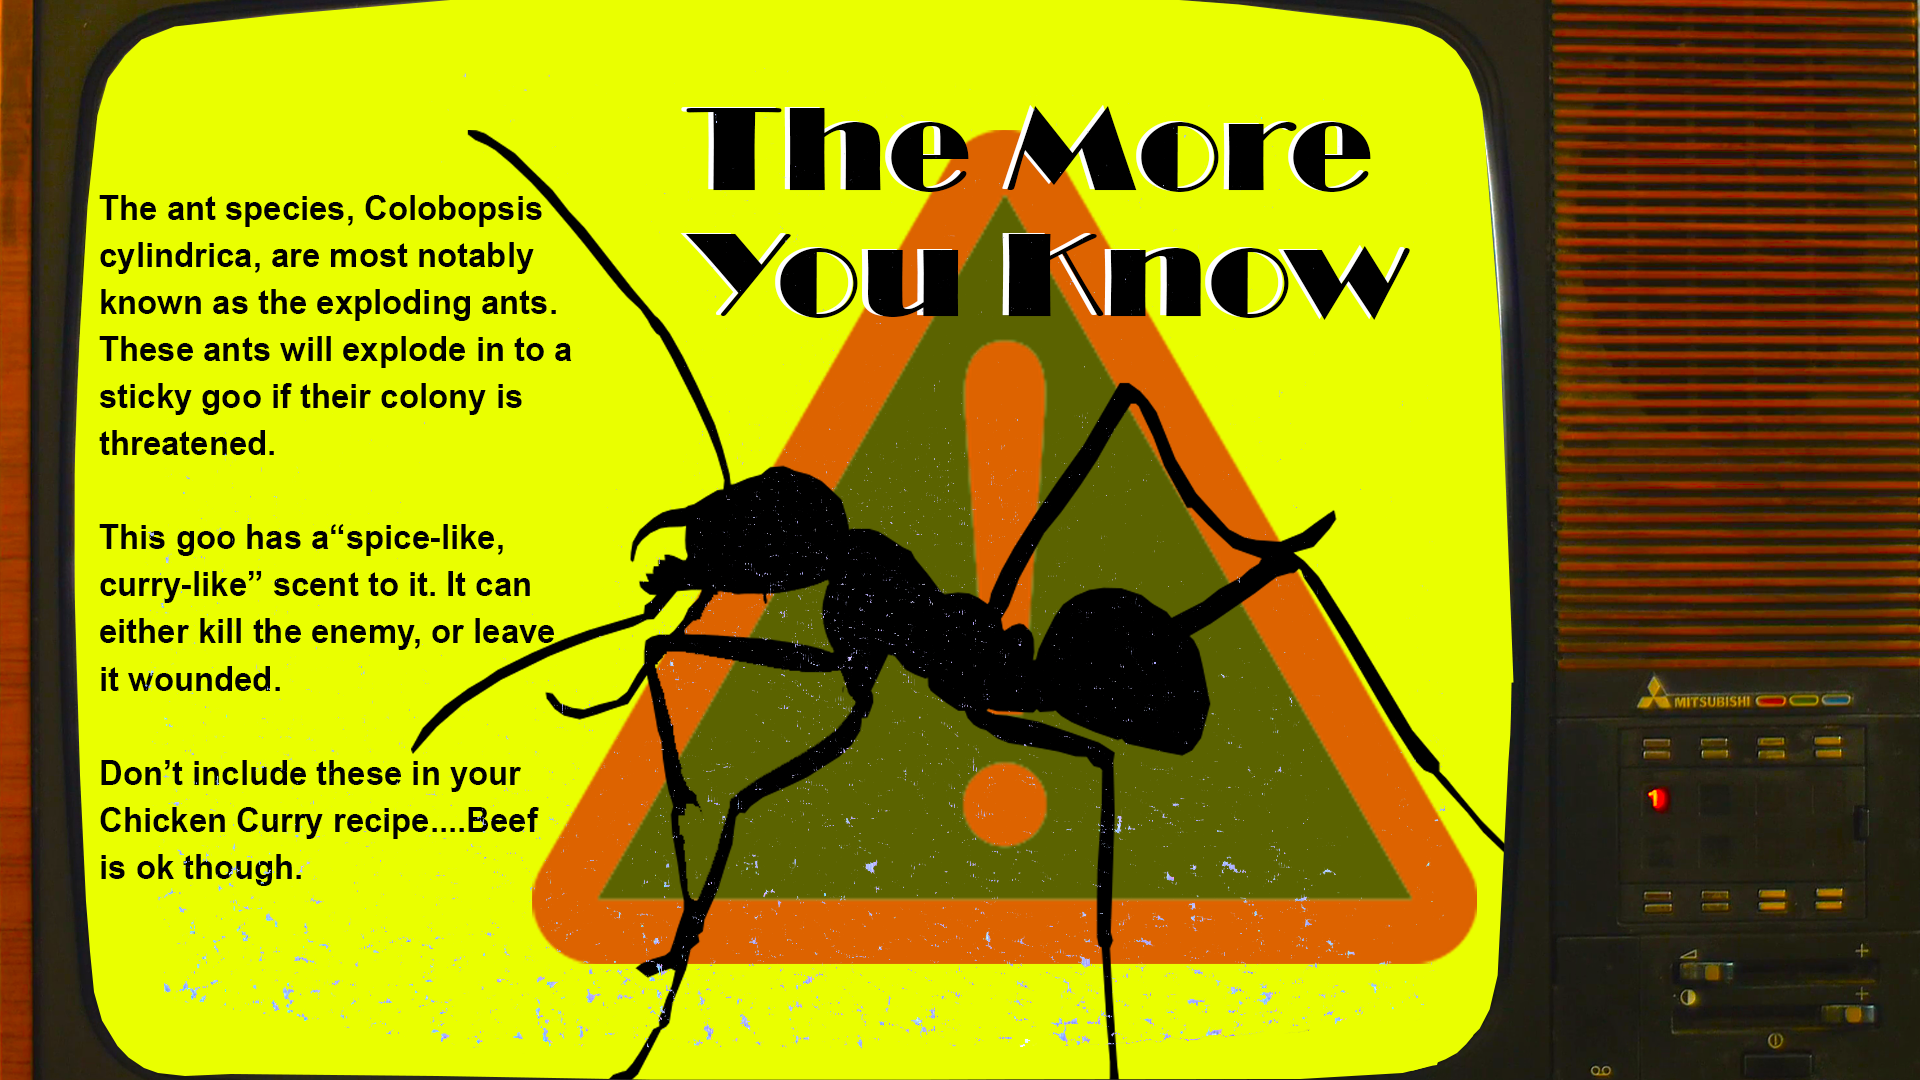 The More
You Know
The ant species, Colobopsis
cylindrica, are most notably
known as the exploding ants.
These ants will explode in to a
sticky goo if their colony is
threatened.
This goo has a“spice-like,
curry-like” scent to it. It can
either kill the enemy, or leave
it wounded.
Don’t include these in your
Chicken Curry recipe....Beef
is ok though.
MITSUBISHI
1